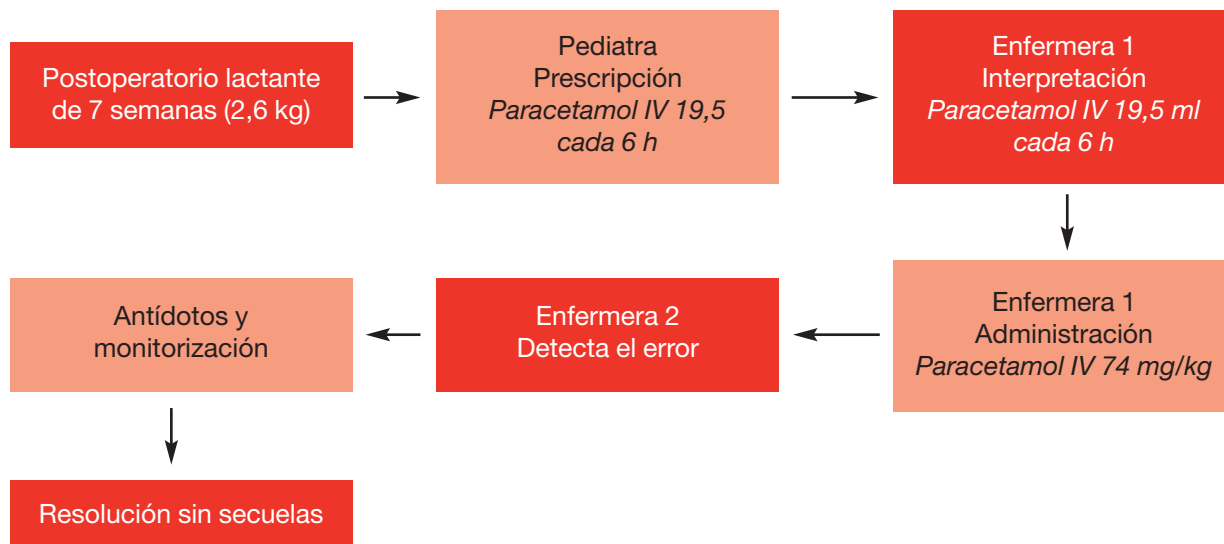 Postoperatorio lactante
de 7 semanas (2,6 kg)
Pediatra
Prescripción
Paracetamol IV 19,5
cada 6 h
Enfermera 1
Interpretación
Paracetamol IV 19,5 ml
cada 6 h
Enfermera 1
Administración
Paracetamol IV 74 mg/kg
Enfermera 2
Detecta el error
Antídotos y
monitorización
Resolución sin secuelas